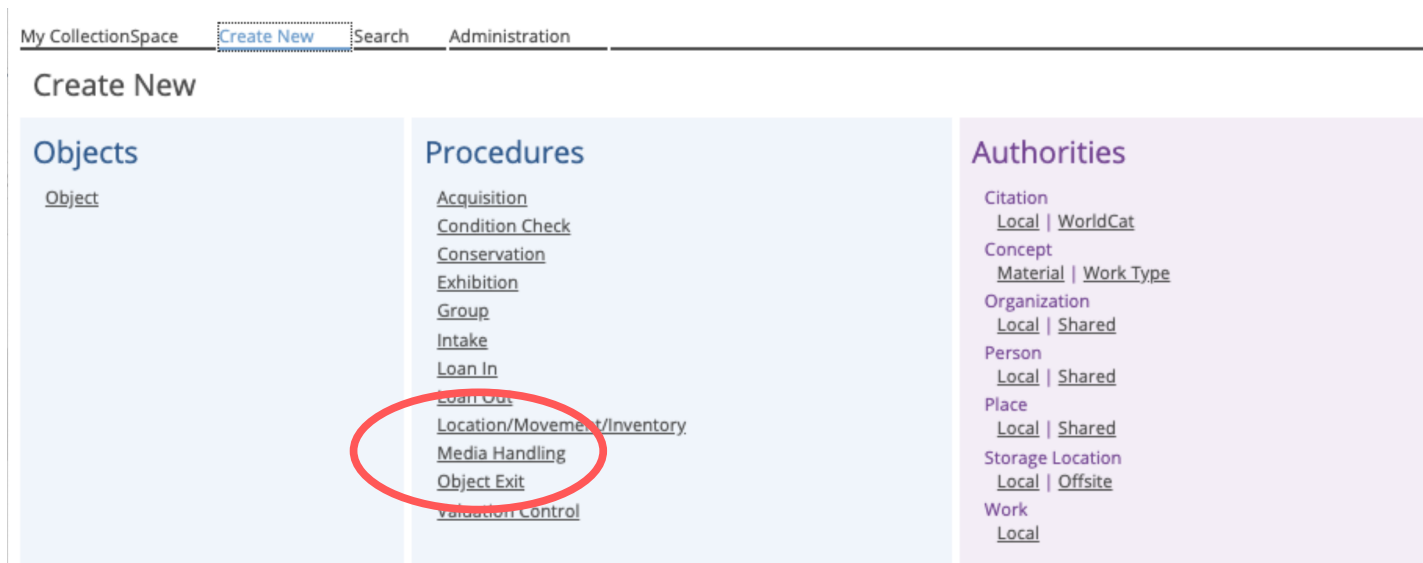 My CollectionSpace Create New Search Administration
Create New
Objects
Object
Procedures
Acquisition
Condition Check
Conservation
Exhibition
Group
Intake
Loan In
Loan Out
Location/Movement/Inventory
Media Handling
Object Exit
Valuation Control
Authorities
Citation
Local | WorldCat
Concept
Material | Work Type
Organization
Local | Shared
Person
Local | Shared
Place
Local | Shared
Storage Location
Local | Offsite
Work
Local